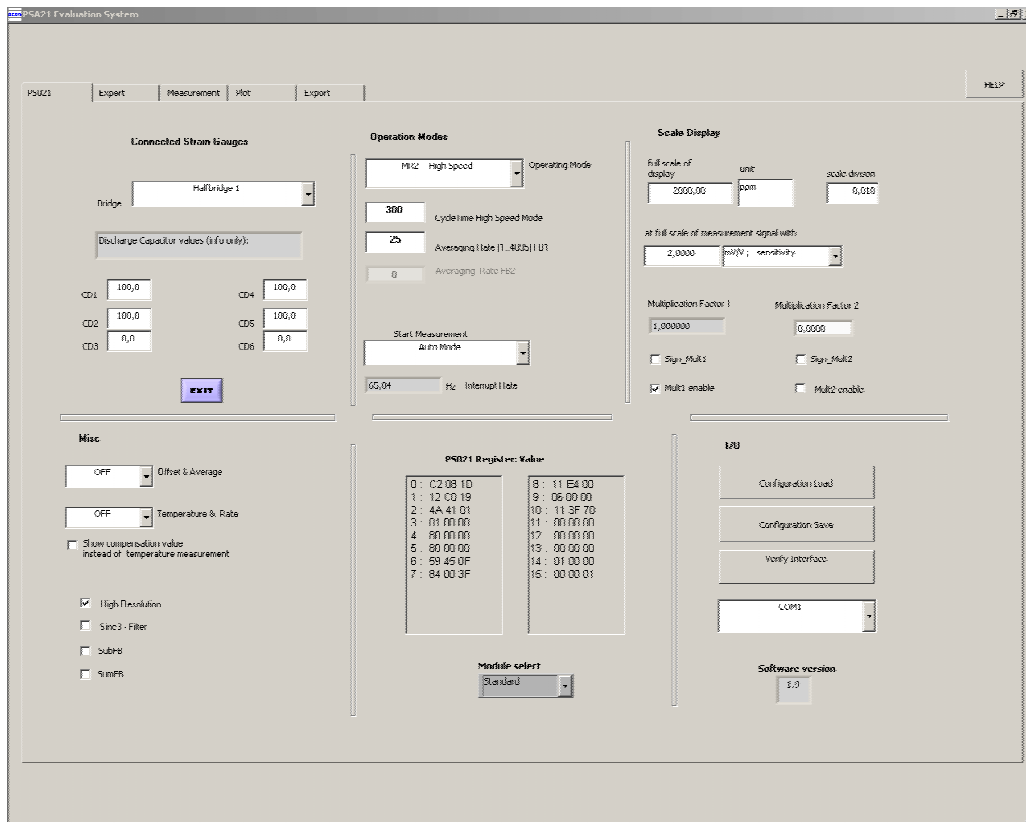 PSA21 Evaluation System
PS021
Expert
Measurement
Plot
Export
HELP
Connected Strain Gauges
Bridge
Halfbridge 1
Discharge Capacitor values (info only):
CD1 100,0
CD4 100,0
CD2 100,0
CD5 100,0
CD3 0,0
CD6 0,0
EXIT
Operation Modes
MR2 High Speed
Operating Mode
300
CycleTime High Speed Mode
25
Averaging Rate
0
Averaging Rate FB2
Start Measurement
Auto Mode
65,04 Hz Interrupt Rate
Scale Display
full scale of
display
unit
scale division
ppm
0,010
at full scale of measurement signal with:
2,0000
mV/V ; sensitivity
Multiplication Factor 1
Multiplication Factor 2
1,000000
0,0000
Sign_Mult1
Sign_Mult2
Mult1 enable
Mult2 enable
Misc
OFF
Offset & Average
OFF
Temperature & Rate
Show compensation value
instead of temperature measurement
High Resolution
Sinc3 - Filter
SubFB
SumFB
PS021 Register: Value
0 : C2 08 1D
1 : 12 C0 19
2 : 4A 41 01
3 : 01 00 00
4 80 00 00
5 : 80 00 00
6 : 59 45 0F
7 : 84 00 3F
8 : 11 E4 00
9 : 06 00 00
10 : 11 3F 70
11 : 00 00 00
12 00 00 00
13 : 00 00 00
14 : 01 00 00
15 : 00 00 01
Module select
Standard
I/O
Configuration Load
Configuration Save
Verify Interface
COM1
Software version